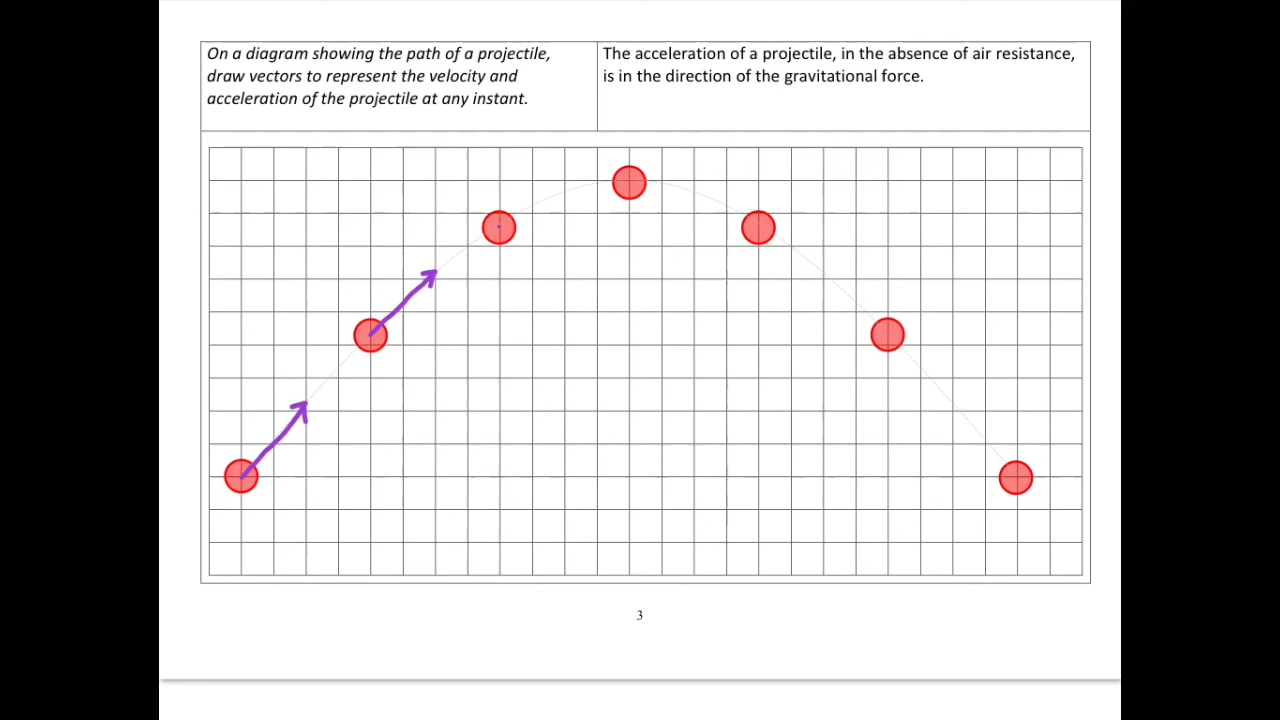 On a diagram showing the path of a projectile,
draw vectors to represent the velocity and
acceleration of the projectile at any instant.
The acceleration of a projectile, in the absence of air resistance,
is in the direction of the gravitational force.
3